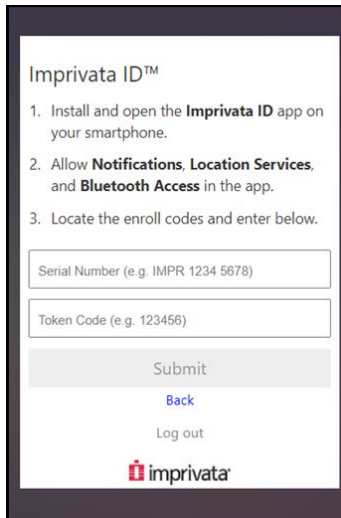 Imprivata ID™
1. Install and open the Imprivata ID app on
your smartphone.
2. Allow Notifications, Location Services,
and Bluetooth Access in the app.
3. Locate the enroll codes and enter below.
Serial Number (e.g. IMPR 1234 5678)
Token Code (e.g. 123456)
Submit
Back
Log out
imprivata